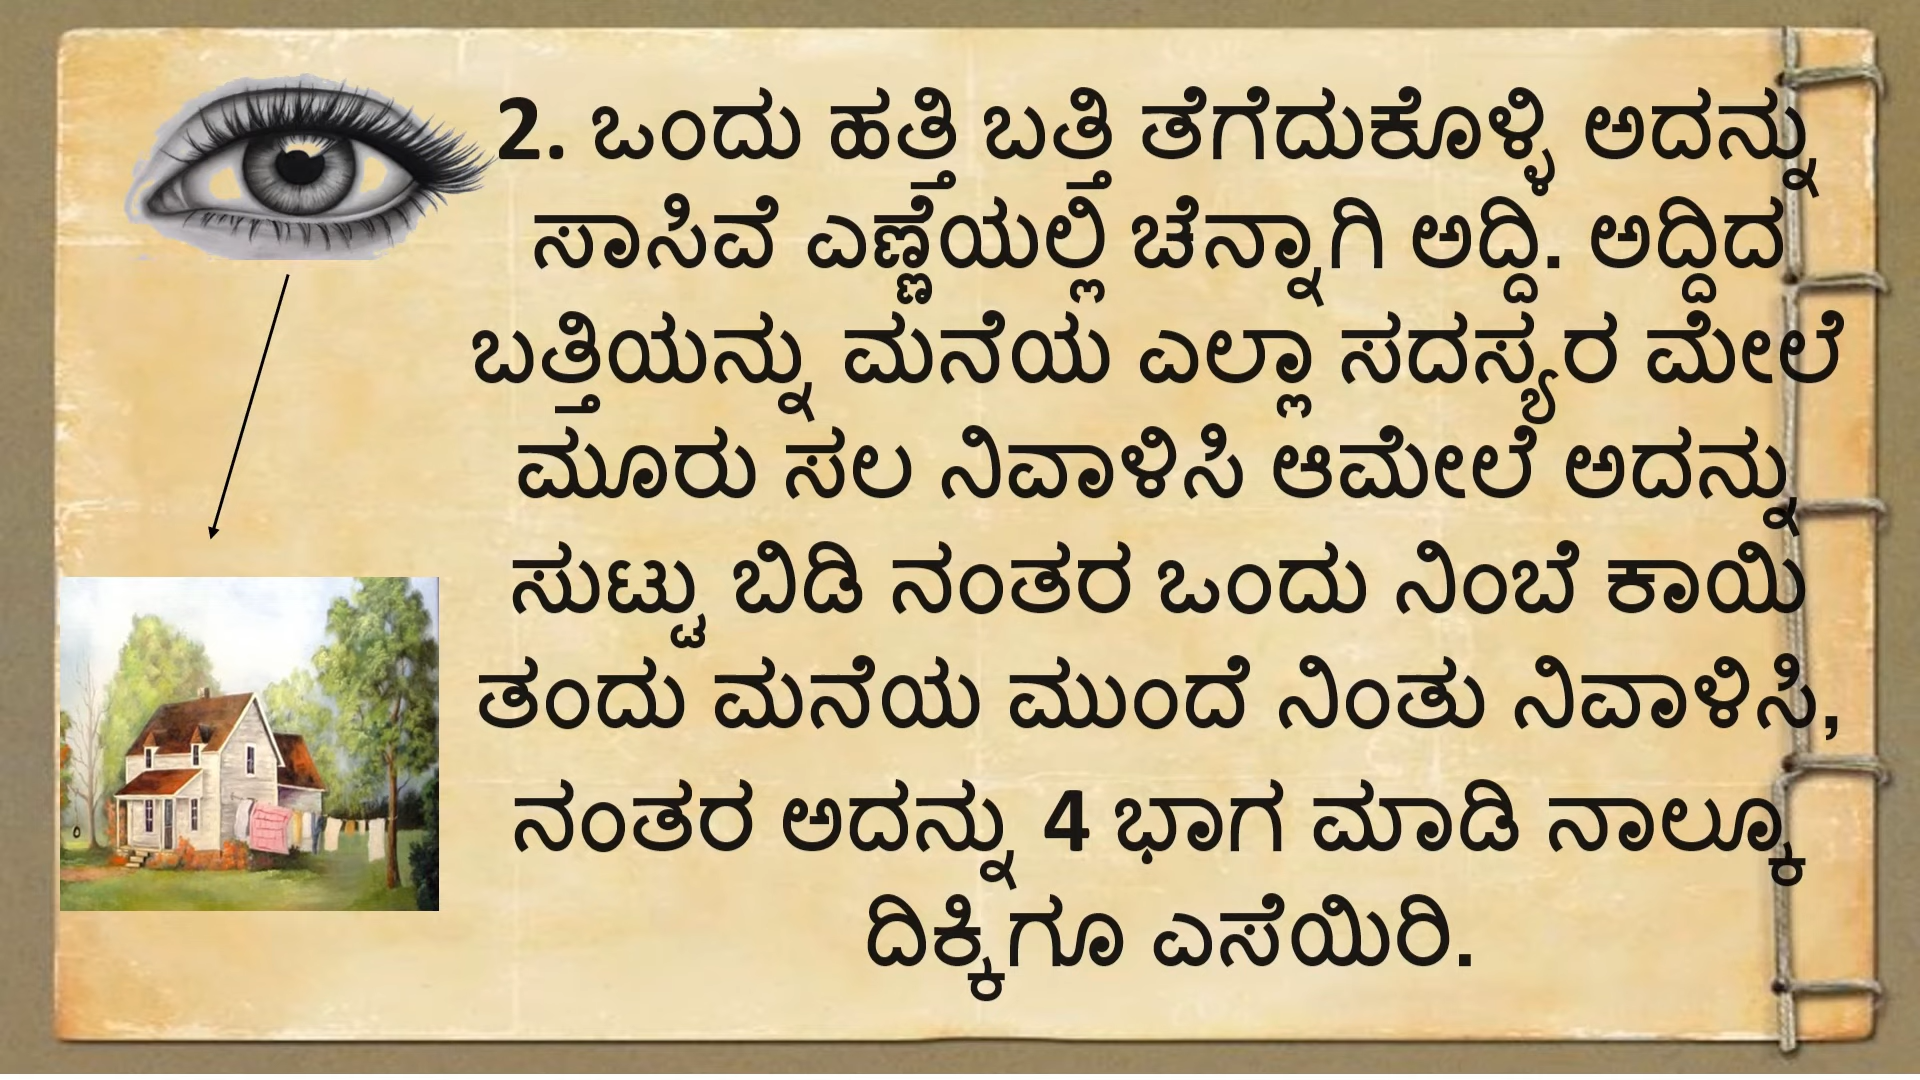 2. ಒಂದು ಹತ್ತಿ ಬತ್ತಿ ತೆಗೆದುಕೊಳ್ಳಿ ಅದನ್ನು
ಸಾಸಿವೆ ಎಣ್ಣೆಯಲ್ಲಿ ಚೆನ್ನಾಗಿ ಅದ್ದಿ. ಅದ್ದಿದ
ಬತ್ತಿಯನ್ನು ಮನೆಯ ಎಲ್ಲಾ ಸದಸ್ಯರ ಮೇಲೆ
ಮೂರು ಸಲ ನಿವಾಳಿಸಿ ಆಮೇಲೆ ಅದನ್ನು
ಸುಟ್ಟು ಬಿಡಿ ನಂತರ ಒಂದು ನಿಂಬೆ ಕಾಯಿ
ತಂದು ಮನೆಯ ಮುಂದೆ ನಿಂತು ನಿವಾಳಿಸಿ,
ನಂತರ ಅದನ್ನು 4 ಭಾಗ ಮಾಡಿ ನಾಲ್ಕೂ
ದಿಕ್ಕಿಗೂ ಎಸೆಯಿರಿ.